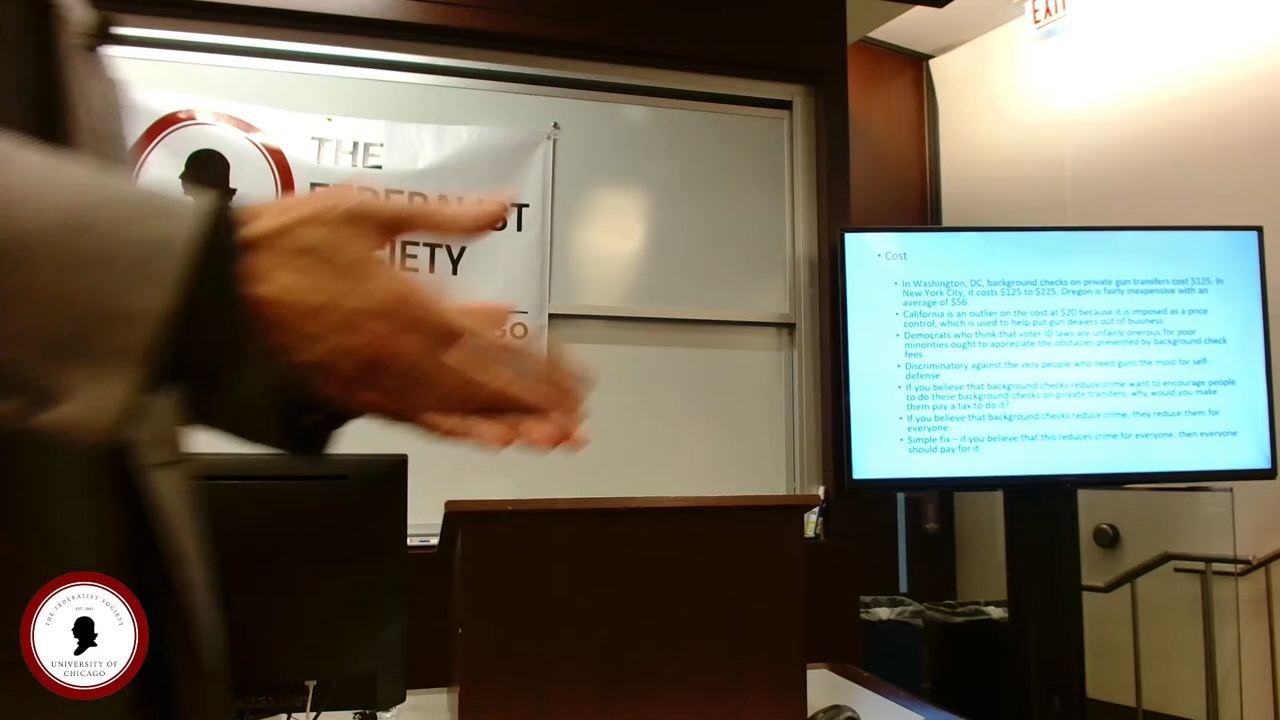 EXIT
THE
FEDERALIST
SOCIETY
GO
• Cost
• In Washington, DC, background checks on private gun transfers cost $125. In
New York City, it costs $125 to $225. Oregon is fairly inexpensive with an
average of $56.
• California is an outlier on the cost at $20 because it is imposed as a price
control, which is used to help put gun dealers out of business.
• Democrats who think that voter ID laws are unfairly onerous for poor
minorities ought to appreciate the obstacles presented by background check
fees.
• Discriminatory against the very people who need guns the most for self-
defense
• If you believe that background checks reduce crime want to encourage people
to do these background checks on private transfers, why would you make
them pay a tax to do it?
• If you believe that background checks reduce crime, they reduce them for
everyone
• Simple fix – if you believe that this reduces crime for everyone, then everyone
should pay for it.
THE FEDERALIST SOCIETY
EST. 1982
UNIVERSITY OF
CHICAGO